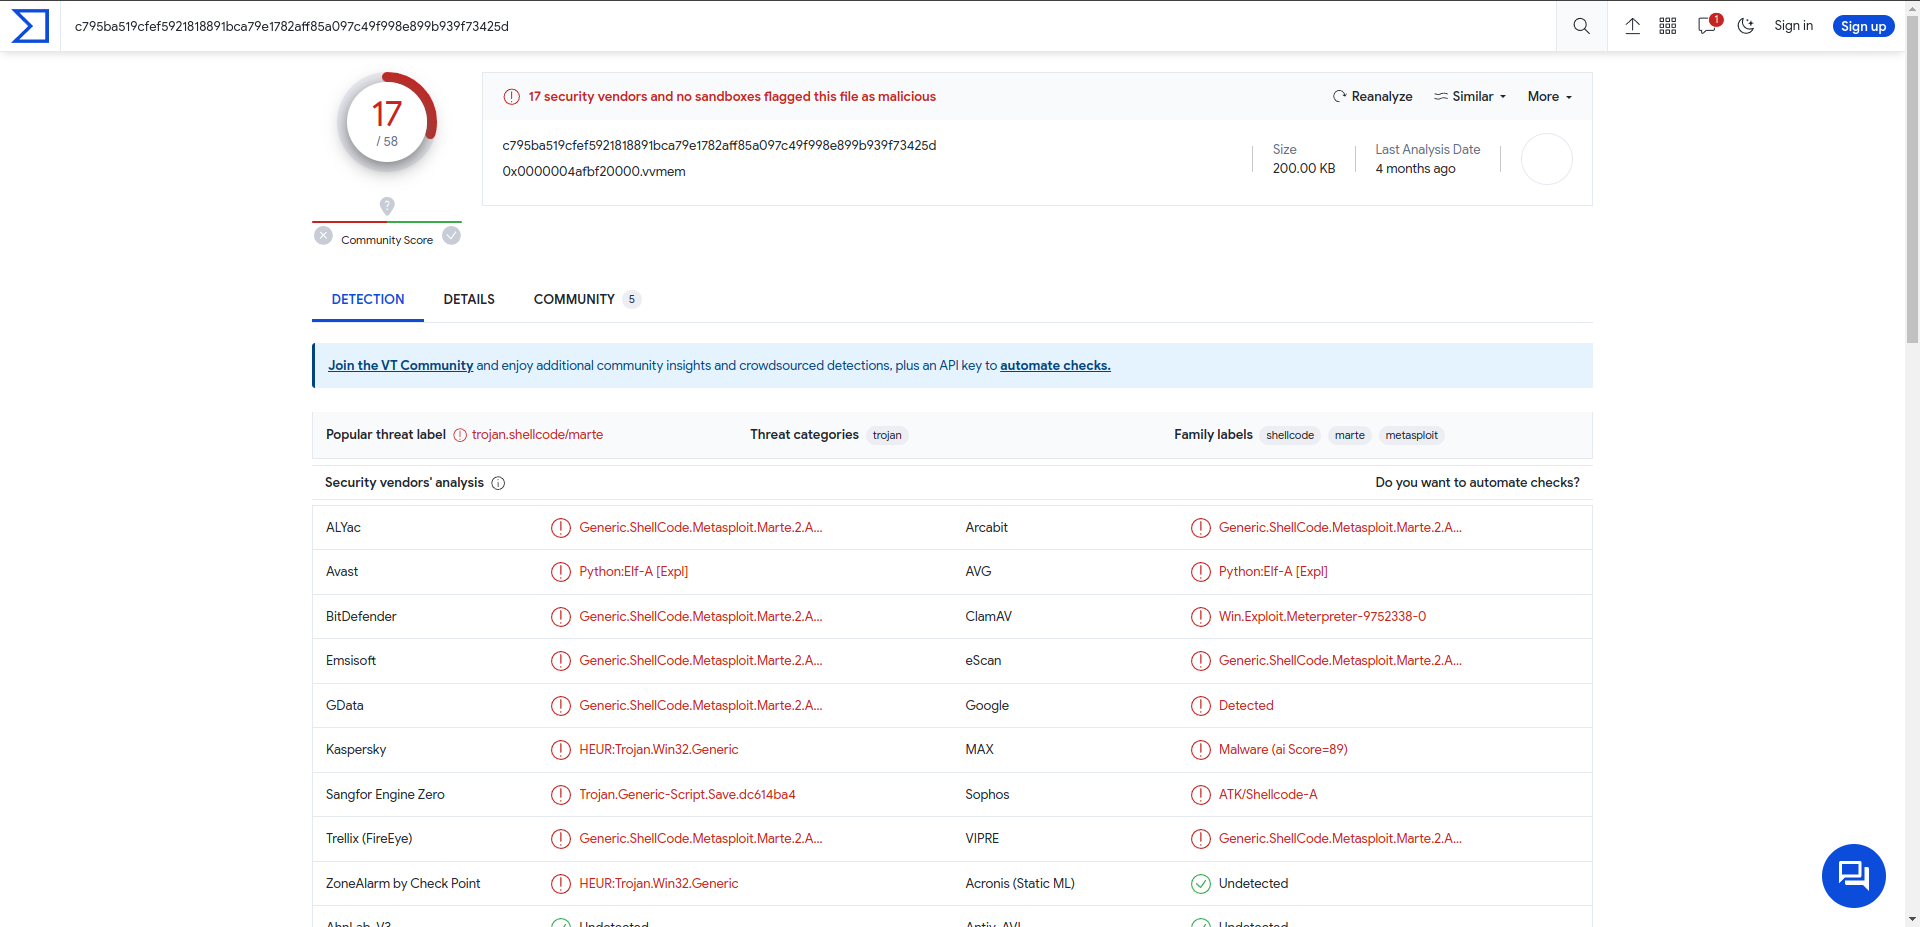 c795ba519cfef5921818891bca79e1782aff85a097c49f998e899b939f73425d
1
Sign in
Sign up
17
/ 58
17 security vendors and no sandboxes flagged this file as malicious
Reanalyze
Similar
More
c795ba519cfef5921818891bca79e1782aff85a097c49f998e899b939f73425d
0x0000004afbf20000.vvmem
Size
200.00 KB
Last Analysis Date
4 months ago
?
Community Score
DETECTION
DETAILS
COMMUNITY 5
Join the VT Community and enjoy additional community insights and crowdsourced detections, plus an API key to automate checks.
Popular threat label trojan.shellcode/marte
Threat categories trojan
Family labels shellcode marte metasploit
Security vendors' analysis
Do you want to automate checks?
ALYac Generic.ShellCode.Metasploit.Marte.2.A... Arcabit Generic.ShellCode.Metasploit.Marte.2.A...
Avast Python:Elf-A [Expl] AVG Python:Elf-A [Expl]
BitDefender Generic.ShellCode.Metasploit.Marte.2.A... ClamAV Win.Exploit.Meterpreter-9752338-0
Emsisoft Generic.ShellCode.Metasploit.Marte.2.A... eScan Generic.ShellCode.Metasploit.Marte.2.A...
GData Generic.ShellCode.Metasploit.Marte.2.A... Google Detected
Kaspersky HEUR:Trojan.Win32.Generic MAX Malware (ai Score=89)
Sangfor Engine Zero Trojan.Generic-Script.Save.dc614ba4 Sophos ATK/Shellcode-A
Trellix (FireEye) Generic.ShellCode.Metasploit.Marte.2.A... VIPRE Generic.ShellCode.Metasploit.Marte.2.A...
ZoneAlarm by Check Point HEUR:Trojan.Win32.Generic Acronis (Static ML) Undetected
AhnLab-V3 Undetected Antiy-AVL Undetected